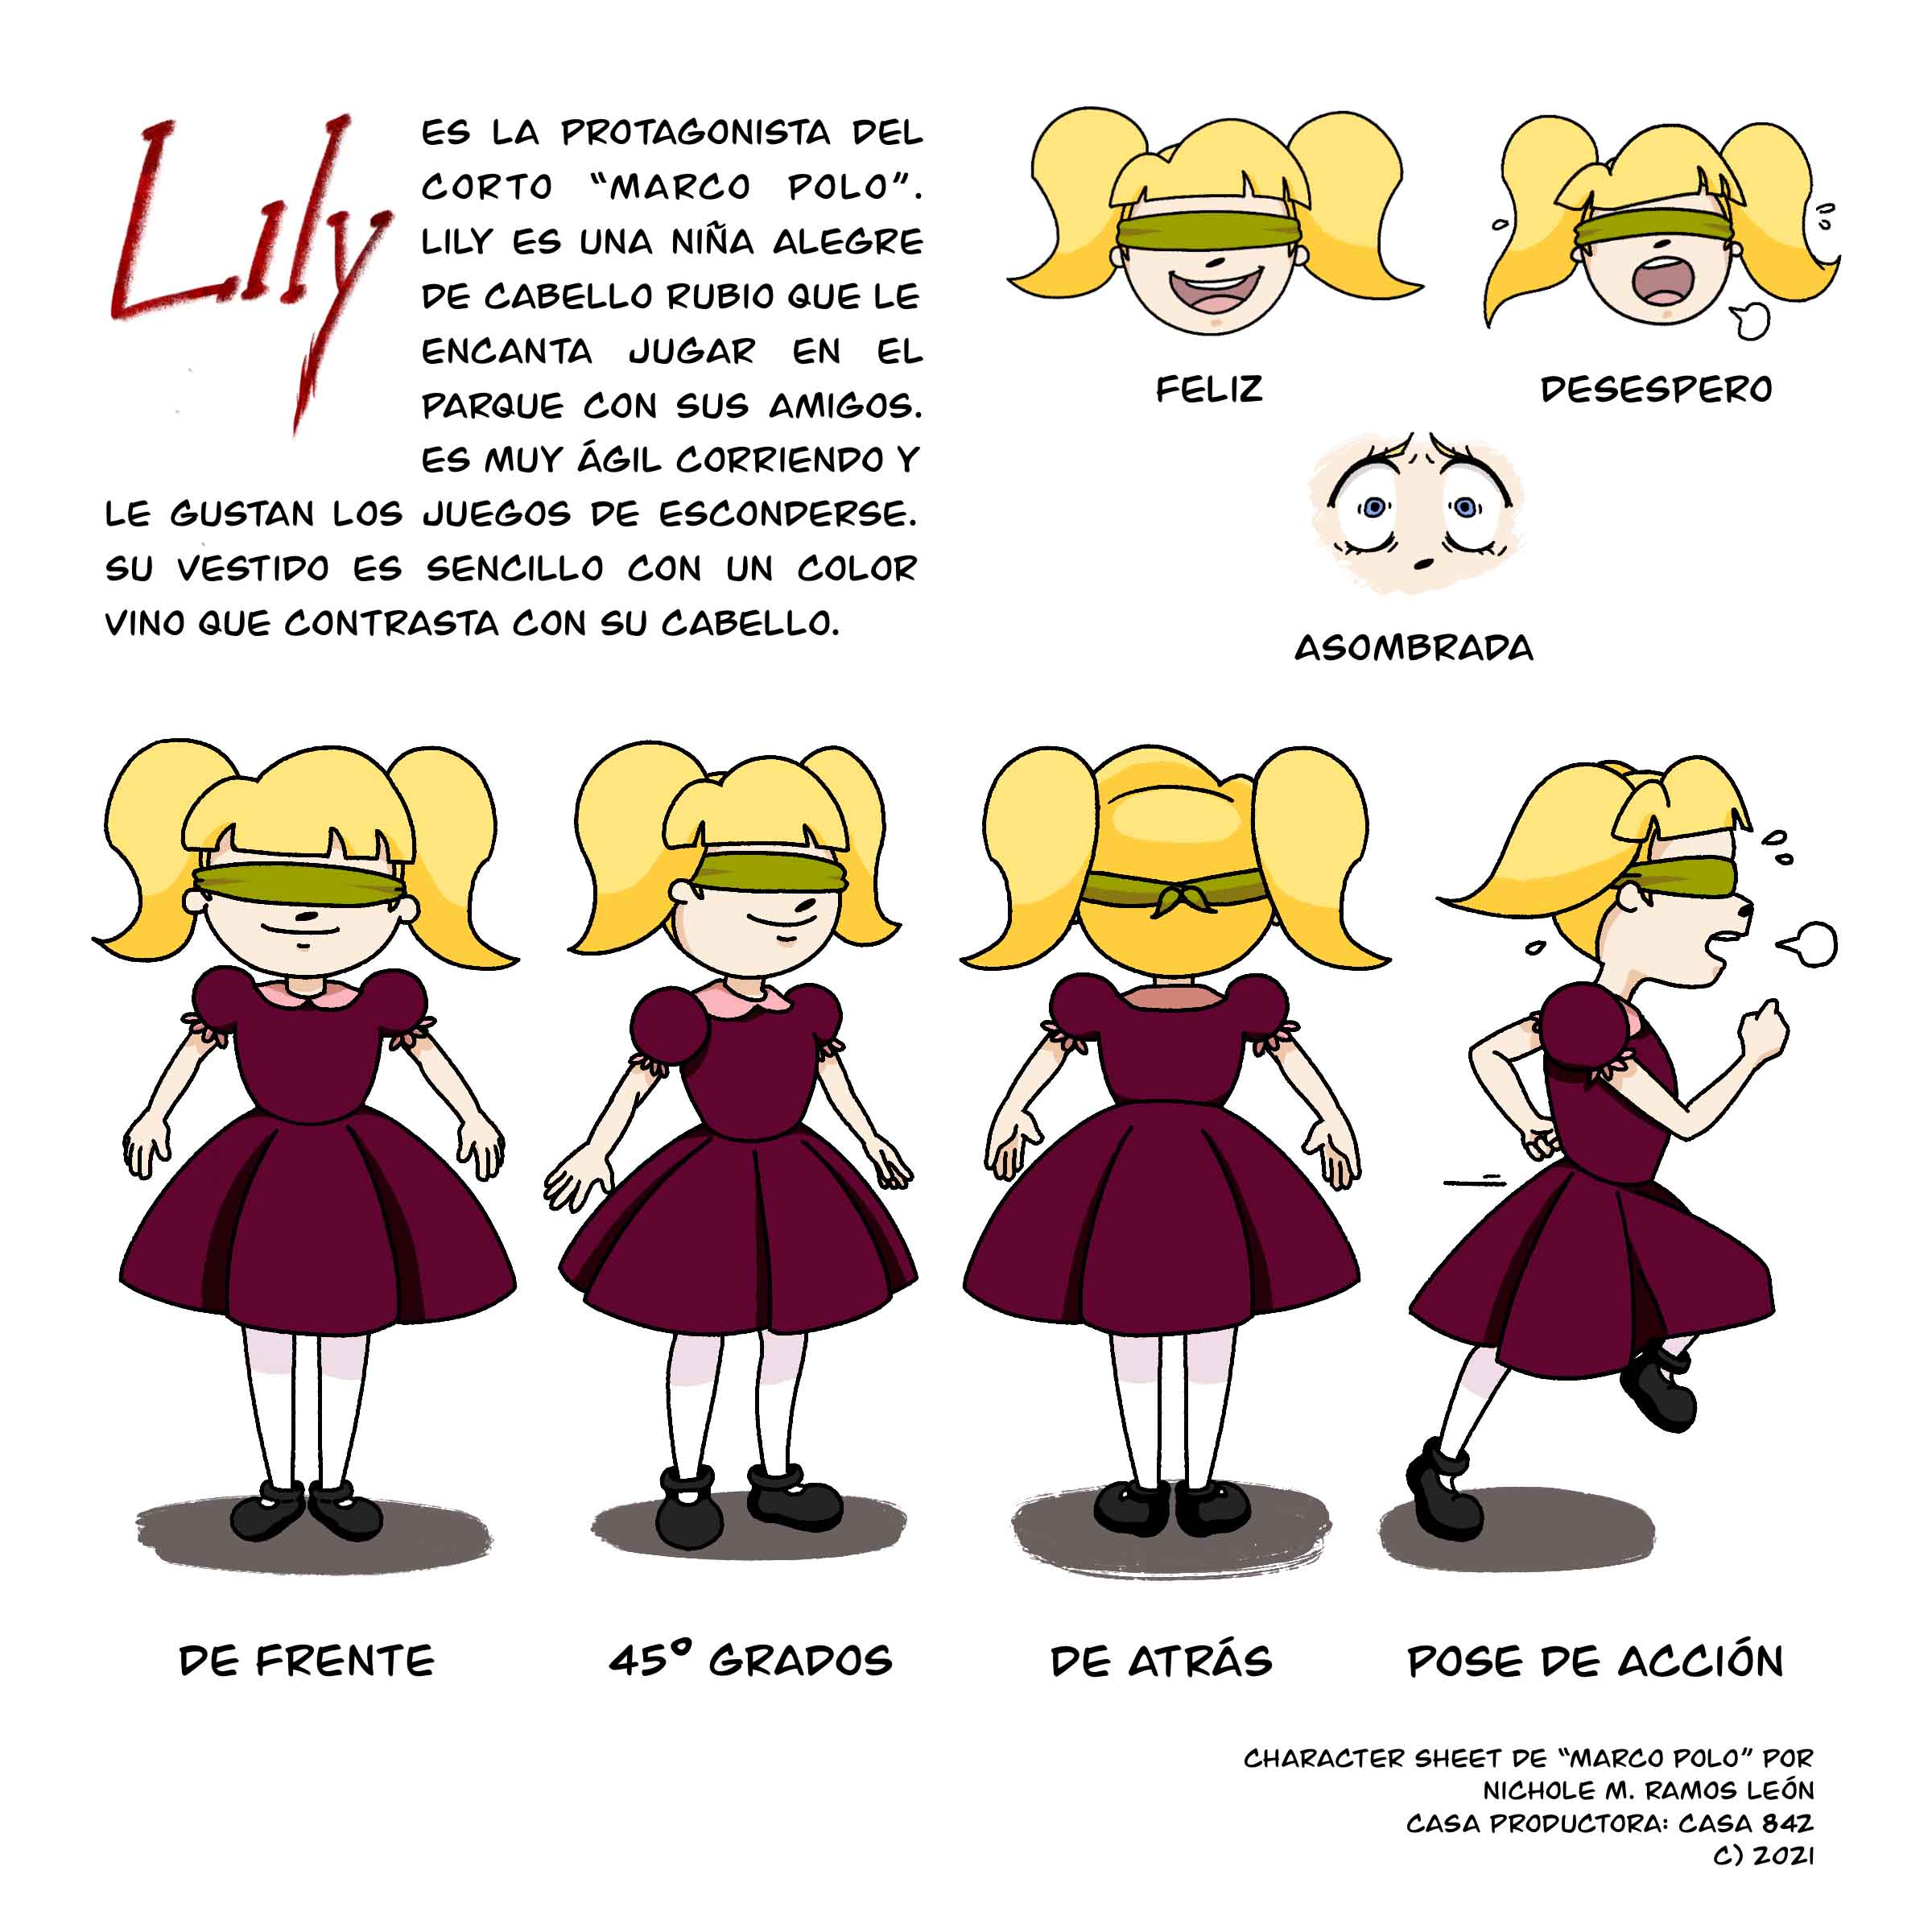 Lily
ES LA PROTAGONISTA DEL
CORTO "MARCO POLO".
LILY ES UNA NIÑA ALEGRE
DE CABELLO RUBIO QUE LE
ENCANTA JUGAR EN EL
PARQUE CON SUS AMIGOS.
ES MUY ÁGIL CORRIENDO Y
LE GUSTAN LOS JUEGOS DE ESCONDERSE.
SU VESTIDO ES SENCILLO CON UN COLOR
VINO QUE CONTRASTA CON SU CABELLO.
FELIZ
DESESPERO
ASOMBRADA
DE FRENTE
45° GRADOS
DE ATRÁS
POSE DE ACCIÓN
CHARACTER SHEET DE "MARCO POLO" POR
NICHOLE M. RAMOS LEÓN
CASA PRODUCTORA: CASA 842
C) 2021